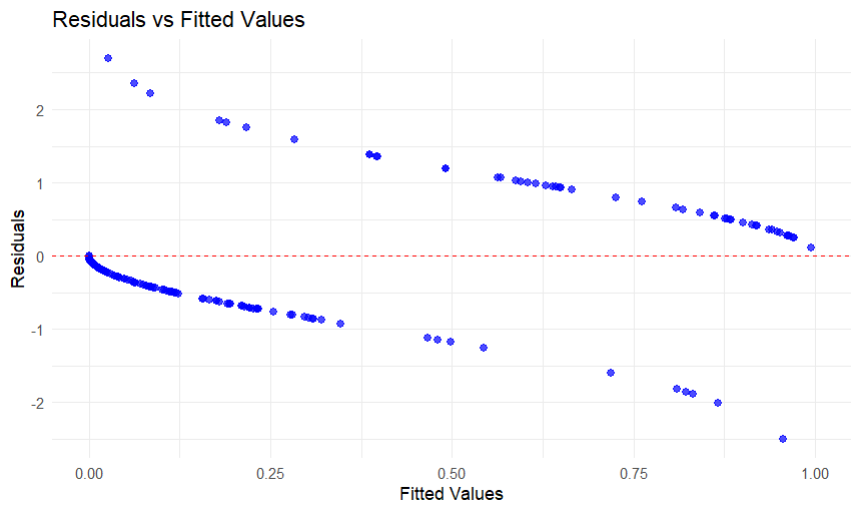 Residuals vs Fitted Values
Residuals
2
1
0
-1
-2
0.00 0.25 0.50 0.75 1.00
Fitted Values